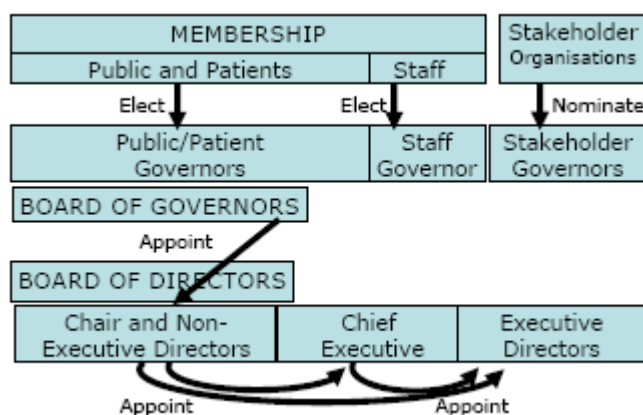 MEMBERSHIP
Public and Patients
Staff
Stakeholder
Organisations
Elect
Elect
Nominate
Public/Patient
Governors
Staff
Governor
Stakeholder
Governors
BOARD OF GOVERNORS
Appoint
BOARD OF DIRECTORS
Chair and Non-
Executive Directors
Chief
Executive
Executive
Directors
Appoint
Appoint